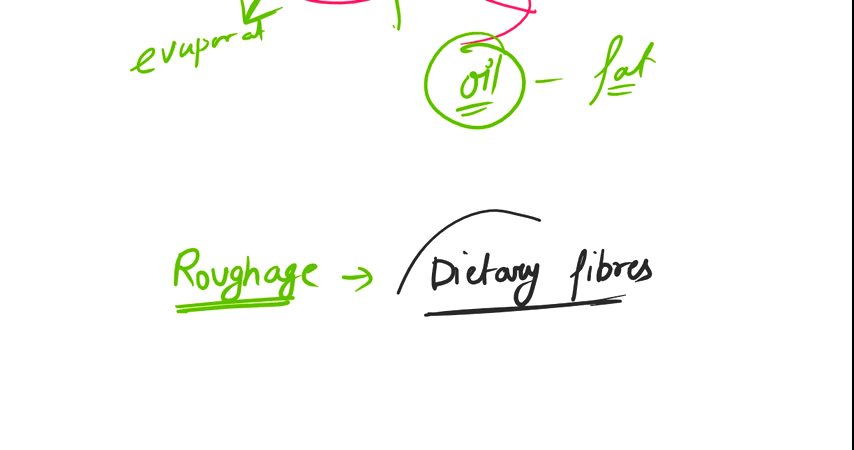 evaporat
oil - fat
Roughage → Dietary fibres